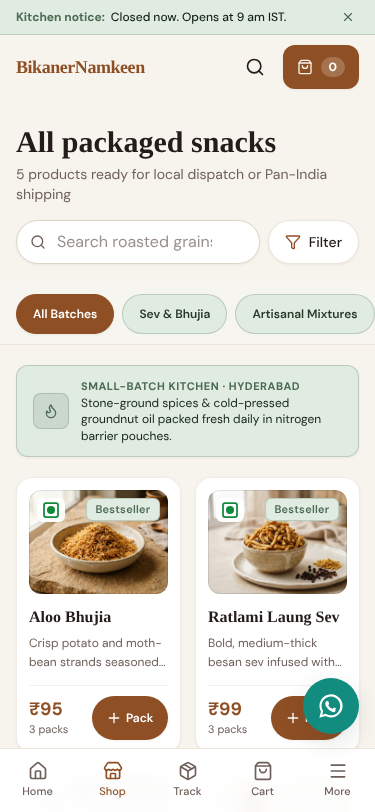 Kitchen notice: Closed now. Opens at 9 am IST.
BikanerNamkeen
0
All packaged snacks
5 products ready for local dispatch or Pan-India
shipping
Search roasted grain
Filter
All Batches
Sev & Bhujia
Artisanal Mixtures
SMALL-BATCH KITCHEN · HYDERABAD
Stone-ground spices & cold-pressed
groundnut oil packed fresh daily in nitrogen
barrier pouches.
Bestseller
Bestseller
Aloo Bhujia
Ratlami Laung Sev
Crisp potato and moth-
bean strands seasoned...
Bold, medium-thick
besan sev infused with...
₹95
3 packs
Pack
₹99
3 packs
Home
Shop
Track
Cart
More